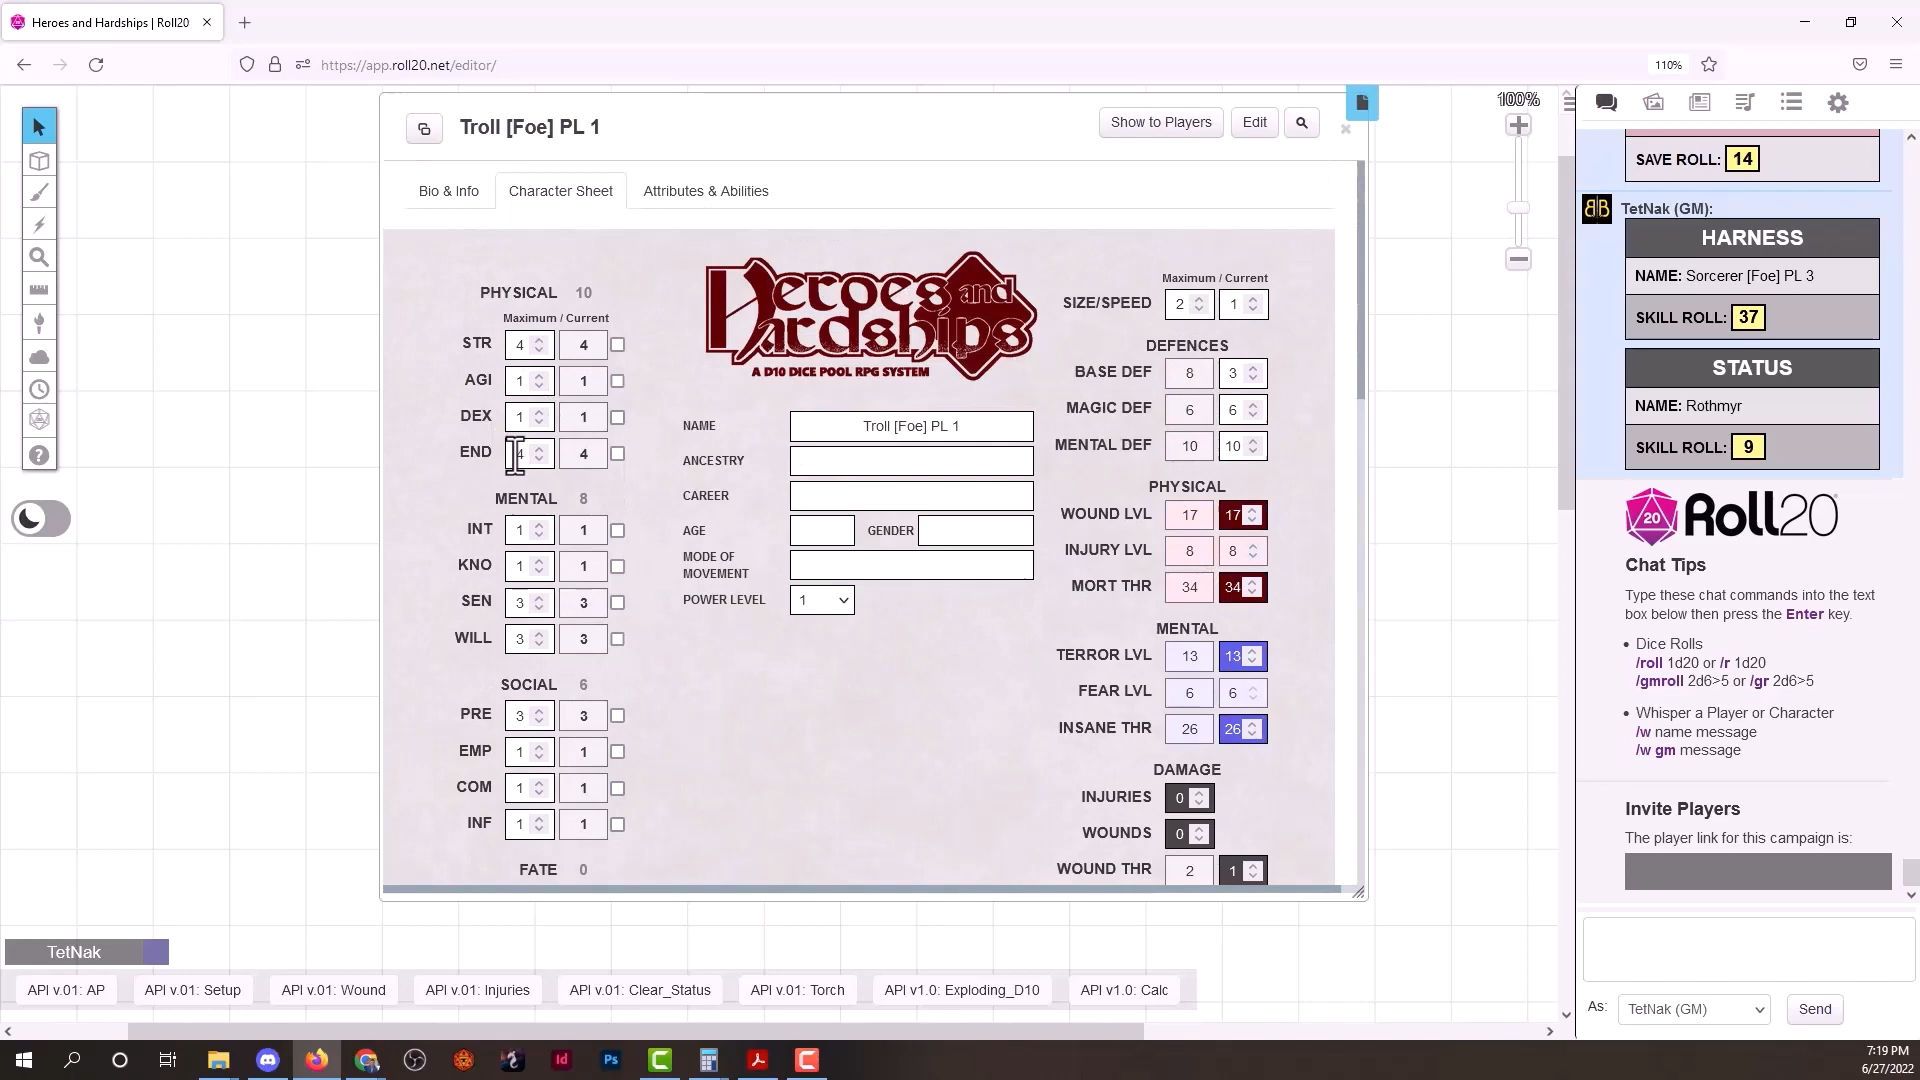 Heroes and Hardships | Roll20
https://app.roll20.net/editor/
110%
Troll [Foe] PL 1
Show to Players
Edit
Bio & Info
Character Sheet
Attributes & Abilities
PHYSICAL 10
Maximum / Current
STR 4 4
AGI 1 1
DEX 1 1
END 4 4
MENTAL 8
INT 1 1
KNO 1 1
SEN 3 3
WILL 3 3
SOCIAL 6
PRE 3 3
EMP 1 1
COM 1 1
INF 1 1
FATE 0
Heroes and Hardships
A D10 DICE POOL RPG SYSTEM
NAME Troll [Foe] PL 1
ANCESTRY
CAREER
AGE GENDER
MODE OF
MOVEMENT
POWER LEVEL 1
Maximum / Current
SIZE/SPEED 2 1
DEFENCES
BASE DEF 8 3
MAGIC DEF 6 6
MENTAL DEF 10 10
PHYSICAL
WOUND LVL 17 17
INJURY LVL 8 8
MORT THR 34 34
MENTAL
TERROR LVL 13 13
FEAR LVL 6 6
INSANE THR 26 26
DAMAGE
INJURIES 0
WOUNDS 0
WOUND THR 2 1
100%
SAVE ROLL: 14
TetNak (GM):
HARNESS
NAME: Sorcerer [Foe] PL 3
SKILL ROLL: 37
STATUS
NAME: Rothmyr
SKILL ROLL: 9
20 Roll20
Chat Tips
Type these chat commands into the text
box below then press the Enter key.
Dice Rolls
/roll 1d20 or /r 1d20
/gmroll 2d6>5 or /gr 2d6>5
Whisper a Player or Character
/w name message
/w gm message
Invite Players
The player link for this campaign is:
As: TetNak (GM) Send
TetNak
API v.01: AP
API v.01: Setup
API v.01: Wound
API v.01: Injuries
API v.01: Clear_Status
API v.01: Torch
API v1.0: Exploding_D10
API v1.0: Calc
Id
Ps
7:19 PM
6/27/2022